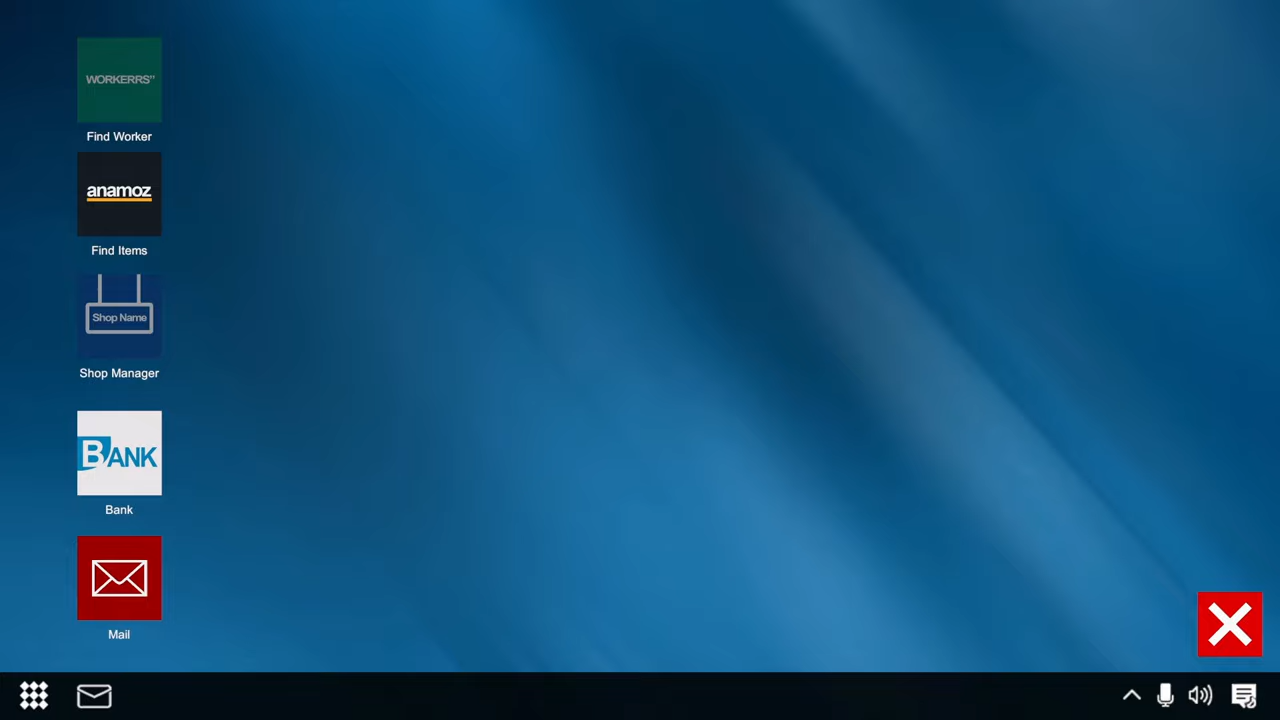 WORKERRS"
Find Worker
anamoz
Find Items
Shop Name
Shop Manager
BANK
Bank
Mail